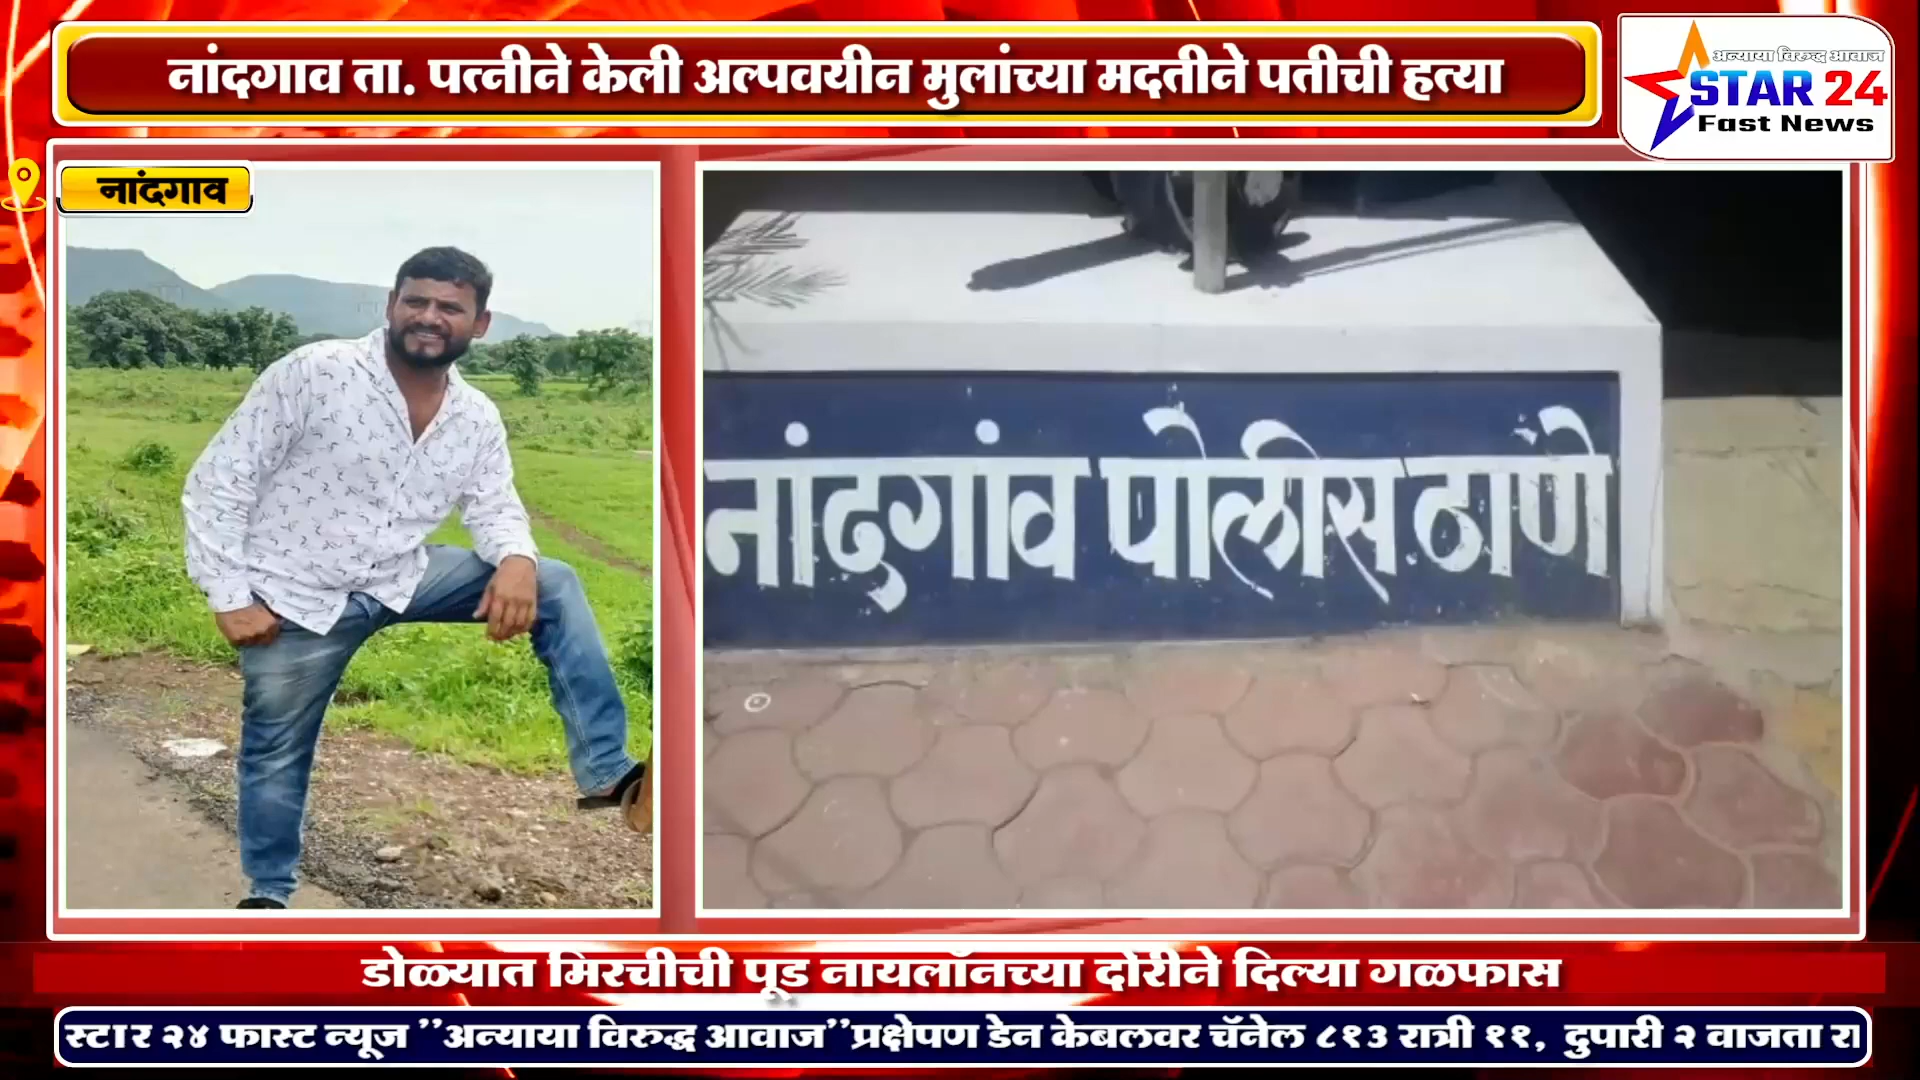 नांदगाव ता. पत्नीने केली अल्पवयीन मुलांच्या मदतीने पतीची हत्या
अन्याया विरुद्ध आवाज
STAR 24
Fast News
नांदगाव
नांदगांव पोलीस ठाणे
डोळ्यात मिरचीची पूड नायलॉनच्या दोरीने दिल्या गळफास
स्टार २४ फास्ट न्यूज ''अन्याया विरुद्ध आवाज''प्रक्षेपण डेन केबलवर चॅनेल ८१३ रात्री ११, दुपारी २ वाजता रा